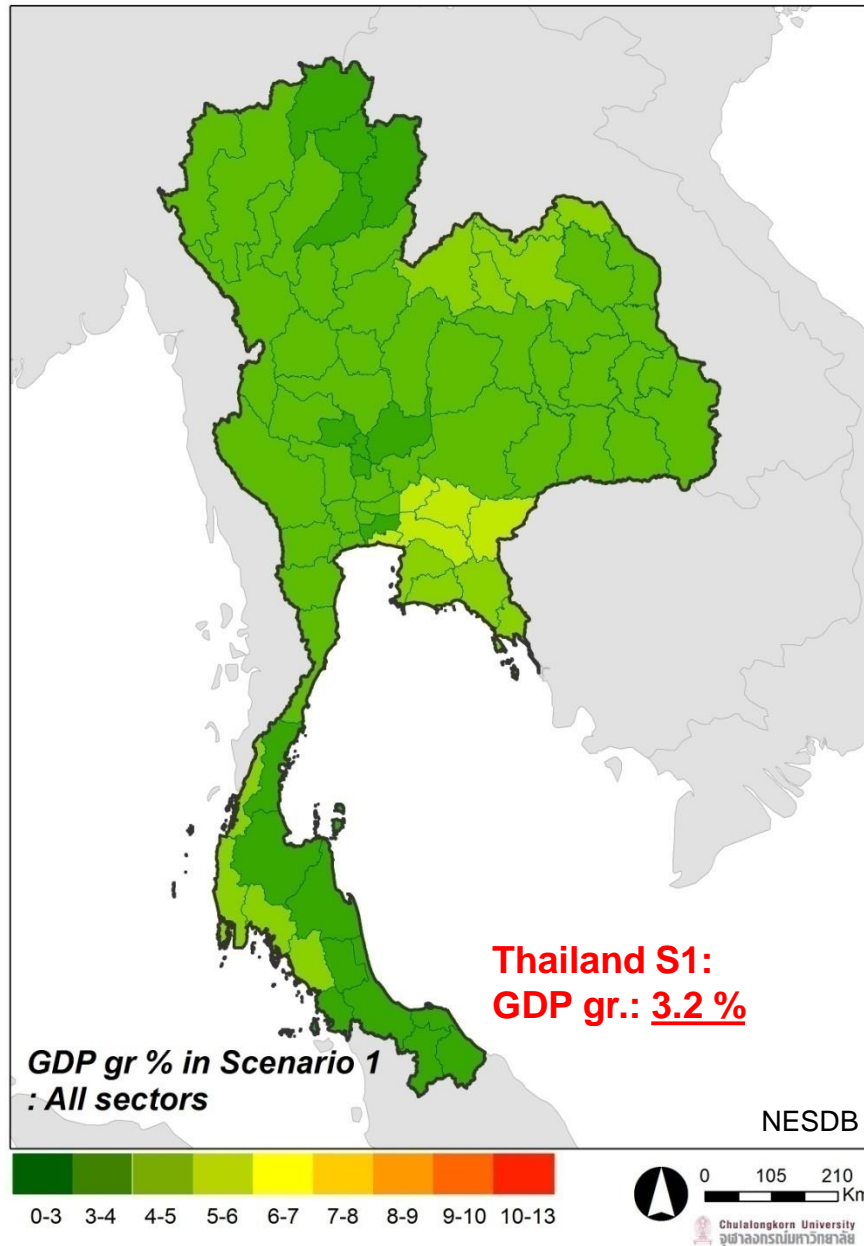 Thailand S1:
GDP gr.: 3.2 %
GDP gr % in Scenario 1
: All sectors
NESDB
0-3 3-4 4-5 5-6 6-7 7-8 8-9 9-10 10-13
0 105 210
Km
Chulalongkorn University
จุฬาลงกรณ์มหาวิทยาลัย